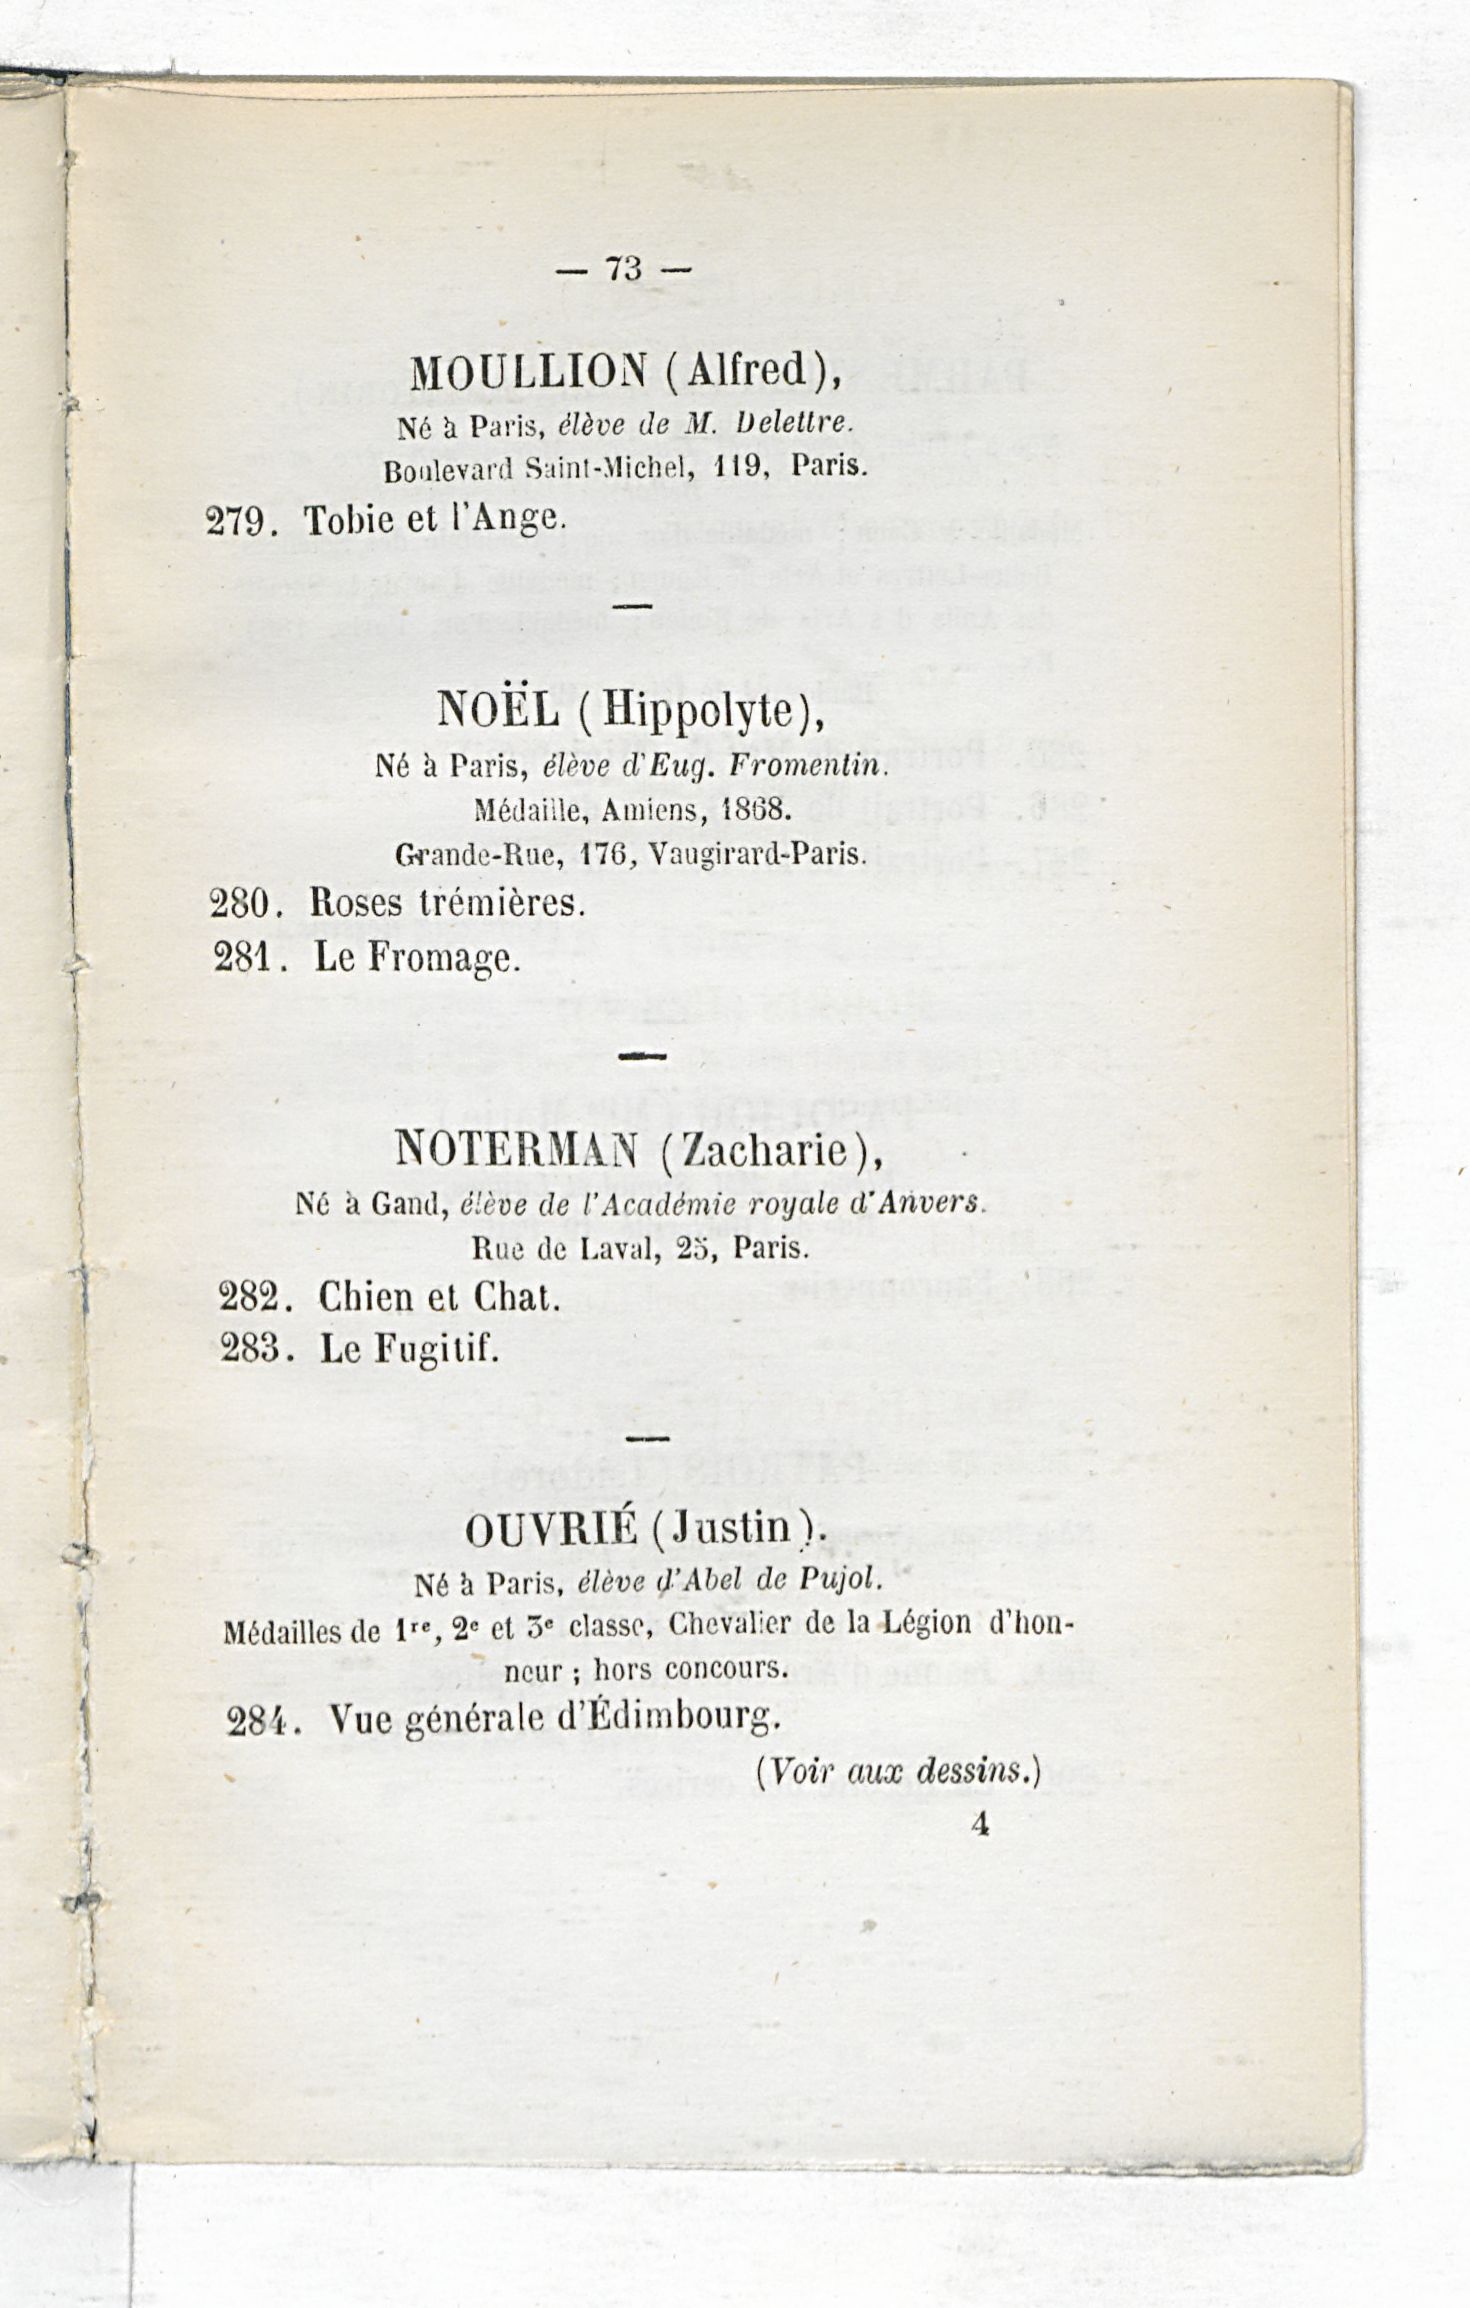 — 73 —
MOULLION (Alfred),
Né à Paris, élève de M. Delettre.
Boulevard Saint-Michel, 119, Paris.
279. Tobie et l'Ange.
NOËL (Hippolyte),
Né à Paris, élève d'Eug. Fromentin.
Médaille, Amiens, 1868.
Grande-Rue, 176, Vaugirard-Paris.
280. Roses trémières.
281. Le Fromage.
NOTERMAN (Zacharie),
Né à Gand, élève de l'Académie royale d'Anvers.
Rue de Laval, 25, Paris.
282. Chien et Chat.
283. Le Fugitif.
OUVRIÉ (Justin).
Né à Paris, élève d'Abel de Pujol.
Médailles de 1re, 2e et 3e classe, Chevalier de la Légion d'hon-
neur ; hors concours.
284. Vue générale d'Édimbourg.
(Voir aux dessins.)
4